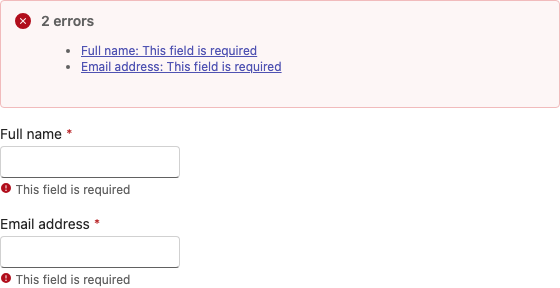 2 errors
Full name: This field is required
Email address: This field is required
Full name *
This field is required
Email address *
This field is required